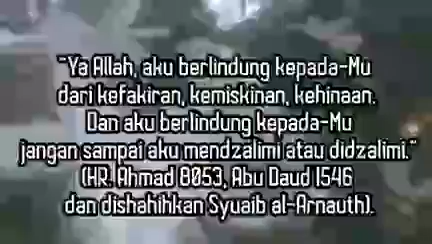 "Ya Allah, aku berlindung kepada-Mu
dari kefakiran, kemiskinan, kehinaan.
Dan aku berlindung kepada-Mu
jangan sampai aku mendzalimi atau didzalimi."
(HR. Ahmad 8053, Abu Daud 1546
dan dishahihkan Syuaib al-Arnauth).